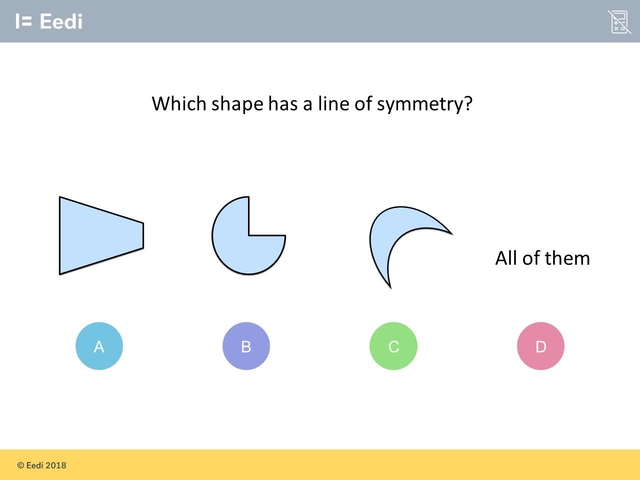 I= Eedi
Which shape has a line of symmetry?
All of them
A
B
C
D
© Eedi 2018